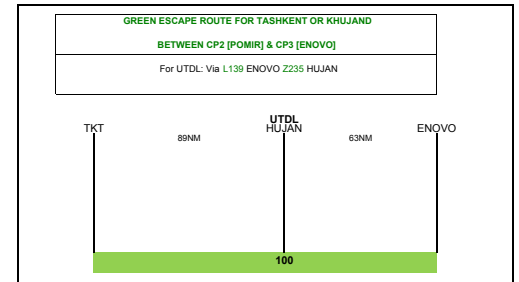 GREEN ESCAPE ROUTE FOR TASHKENT OR KHUJAND
BETWEEN CP2 [POMIR] & CP3 [ENOVO]
For UTDL: Via L139 ENOVO Z235 HUJAN
UTDL
TKT HUJAN ENOVO
89NM 63NM
100